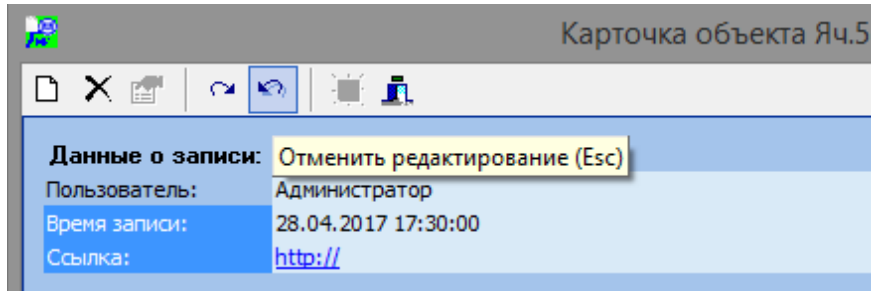 Карточка объекта Яч.5
Данные о записи:
Отменить редактирование (Esc)
Пользователь: Администратор
Время записи: 28.04.2017 17:30:00
Ссылка: http://